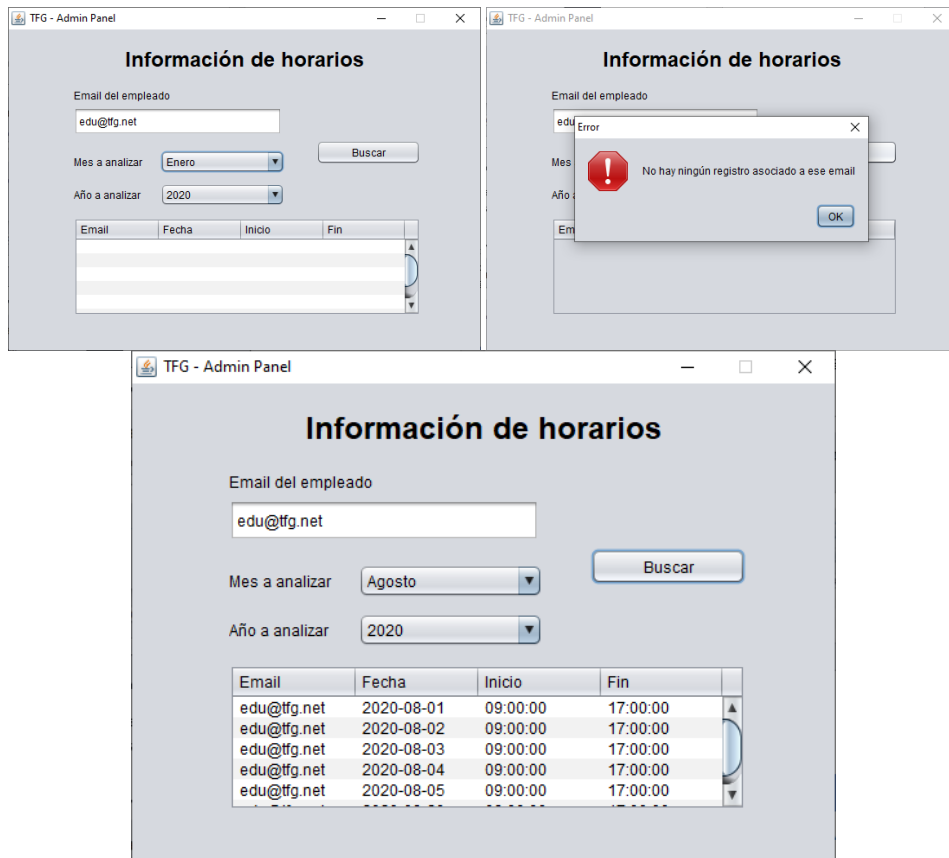 TFG - Admin Panel
Información de horarios
Email del empleado
edu@tfg.net
Mes a analizar Enero Buscar
Año a analizar 2020
Email Fecha Inicio Fin
TFG - Admin Panel
Información de horarios
Email del empleado
edu
Error
No hay ningún registro asociado a ese email
OK
Mes
Año
Em
TFG - Admin Panel
Información de horarios
Email del empleado
edu@tfg.net
Mes a analizar Agosto Buscar
Año a analizar 2020
Email Fecha Inicio Fin
edu@tfg.net 2020-08-01 09:00:00 17:00:00
edu@tfg.net 2020-08-02 09:00:00 17:00:00
edu@tfg.net 2020-08-03 09:00:00 17:00:00
edu@tfg.net 2020-08-04 09:00:00 17:00:00
edu@tfg.net 2020-08-05 09:00:00 17:00:00